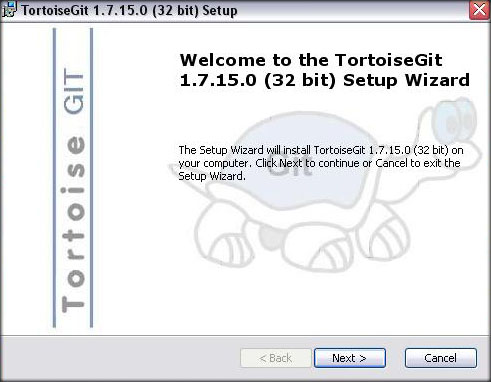 TortoiseGit 1.7.15.0 (32 bit) Setup
Welcome to the TortoiseGit
1.7.15.0 (32 bit) Setup Wizard
The Setup Wizard will install TortoiseGit 1.7.15.0 (32 bit) on
your computer. Click Next to continue or Cancel to exit the
Setup Wizard.
Git
Tortoise GIT
< Back
Next >
Cancel